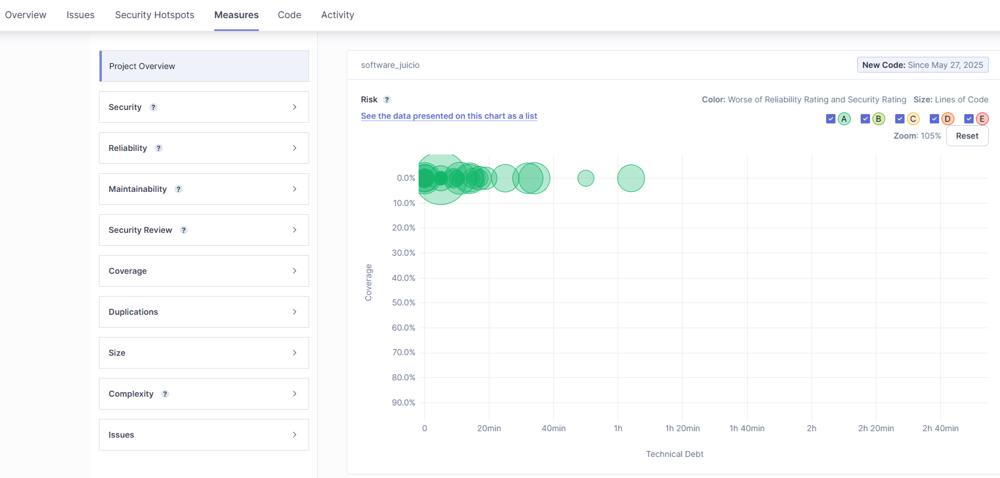 Overview Issues Security Hotspots Measures Code Activity
Project Overview
Security ?
Reliability ?
Maintainability ?
Security Review ?
Coverage
Duplications
Size
Complexity ?
Issues
software_juicio
New Code: Since May 27, 2025
Risk ?
Color: Worse of Reliability Rating and Security Rating Size: Lines of Code
See the data presented on this chart as a list
A B C D E
Zoom: 105% Reset
0.0%
10.0%
20.0%
30.0%
40.0%
50.0%
60.0%
70.0%
80.0%
90.0%
Coverage
0 20min 40min 1h 1h 20min 1h 40min 2h 2h 20min 2h 40min
Technical Debt